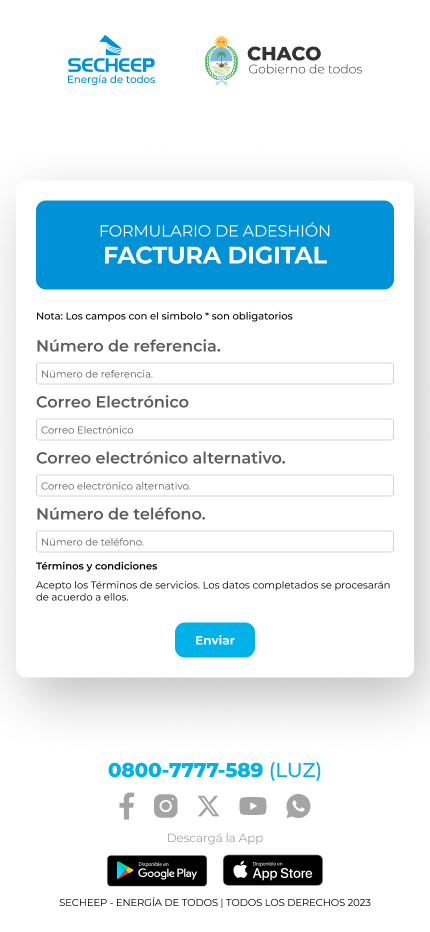 SECHEEP
Energía de todos
CHACO
Gobierno de todos
FORMULARIO DE ADESHIÓN
FACTURA DIGITAL
Nota: Los campos con el simbolo * son obligatorios
Número de referencia.
Número de referencia.
Correo Electrónico
Correo Electrónico
Correo electrónico alternativo.
Correo electrónico alternativo.
Número de teléfono.
Número de teléfono.
Términos y condiciones
Acepto los Términos de servicios. Los datos completados se procesarán
de acuerdo a ellos.
Enviar
0800-7777-589 (LUZ)
Descargá la App
Disponible en
Google Play
Disponible en
App Store
SECHEEP - ENERGÍA DE TODOS | TODOS LOS DERECHOS 2023